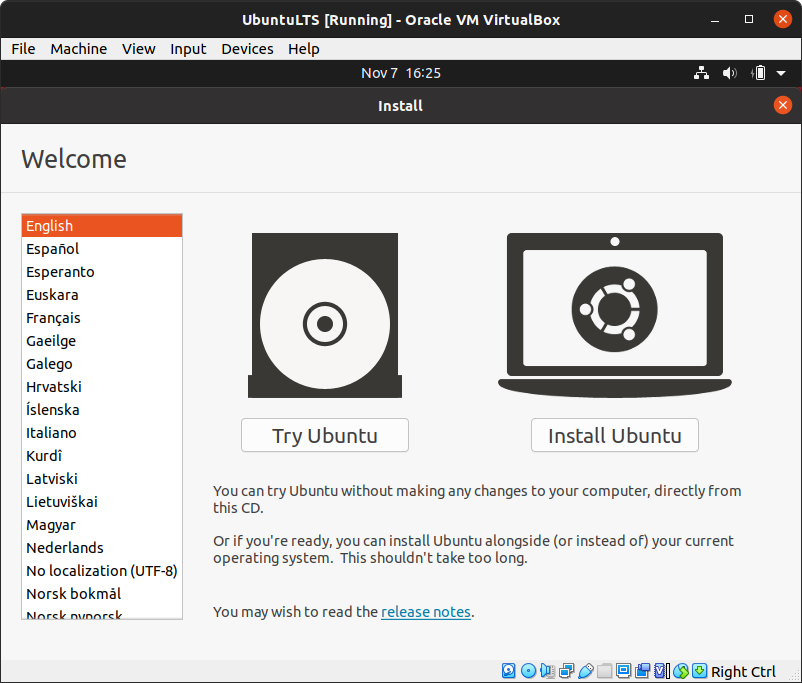 UbuntuLTS [Running] - Oracle VM VirtualBox
File Machine View Input Devices Help
Nov 7 16:25
Install
Welcome
English
Español
Esperanto
Euskara
Français
Gaeilge
Galego
Hrvatski
Íslenska
Italiano
Kurdî
Latviski
Lietuviškai
Magyar
Nederlands
No localization (UTF-8)
Norsk bokmål
Norsk nynorsk
Try Ubuntu
Install Ubuntu
You can try Ubuntu without making any changes to your computer, directly from
this CD.
Or if you're ready, you can install Ubuntu alongside (or instead of) your current
operating system. This shouldn't take too long.
You may wish to read the release notes.
Right Ctrl